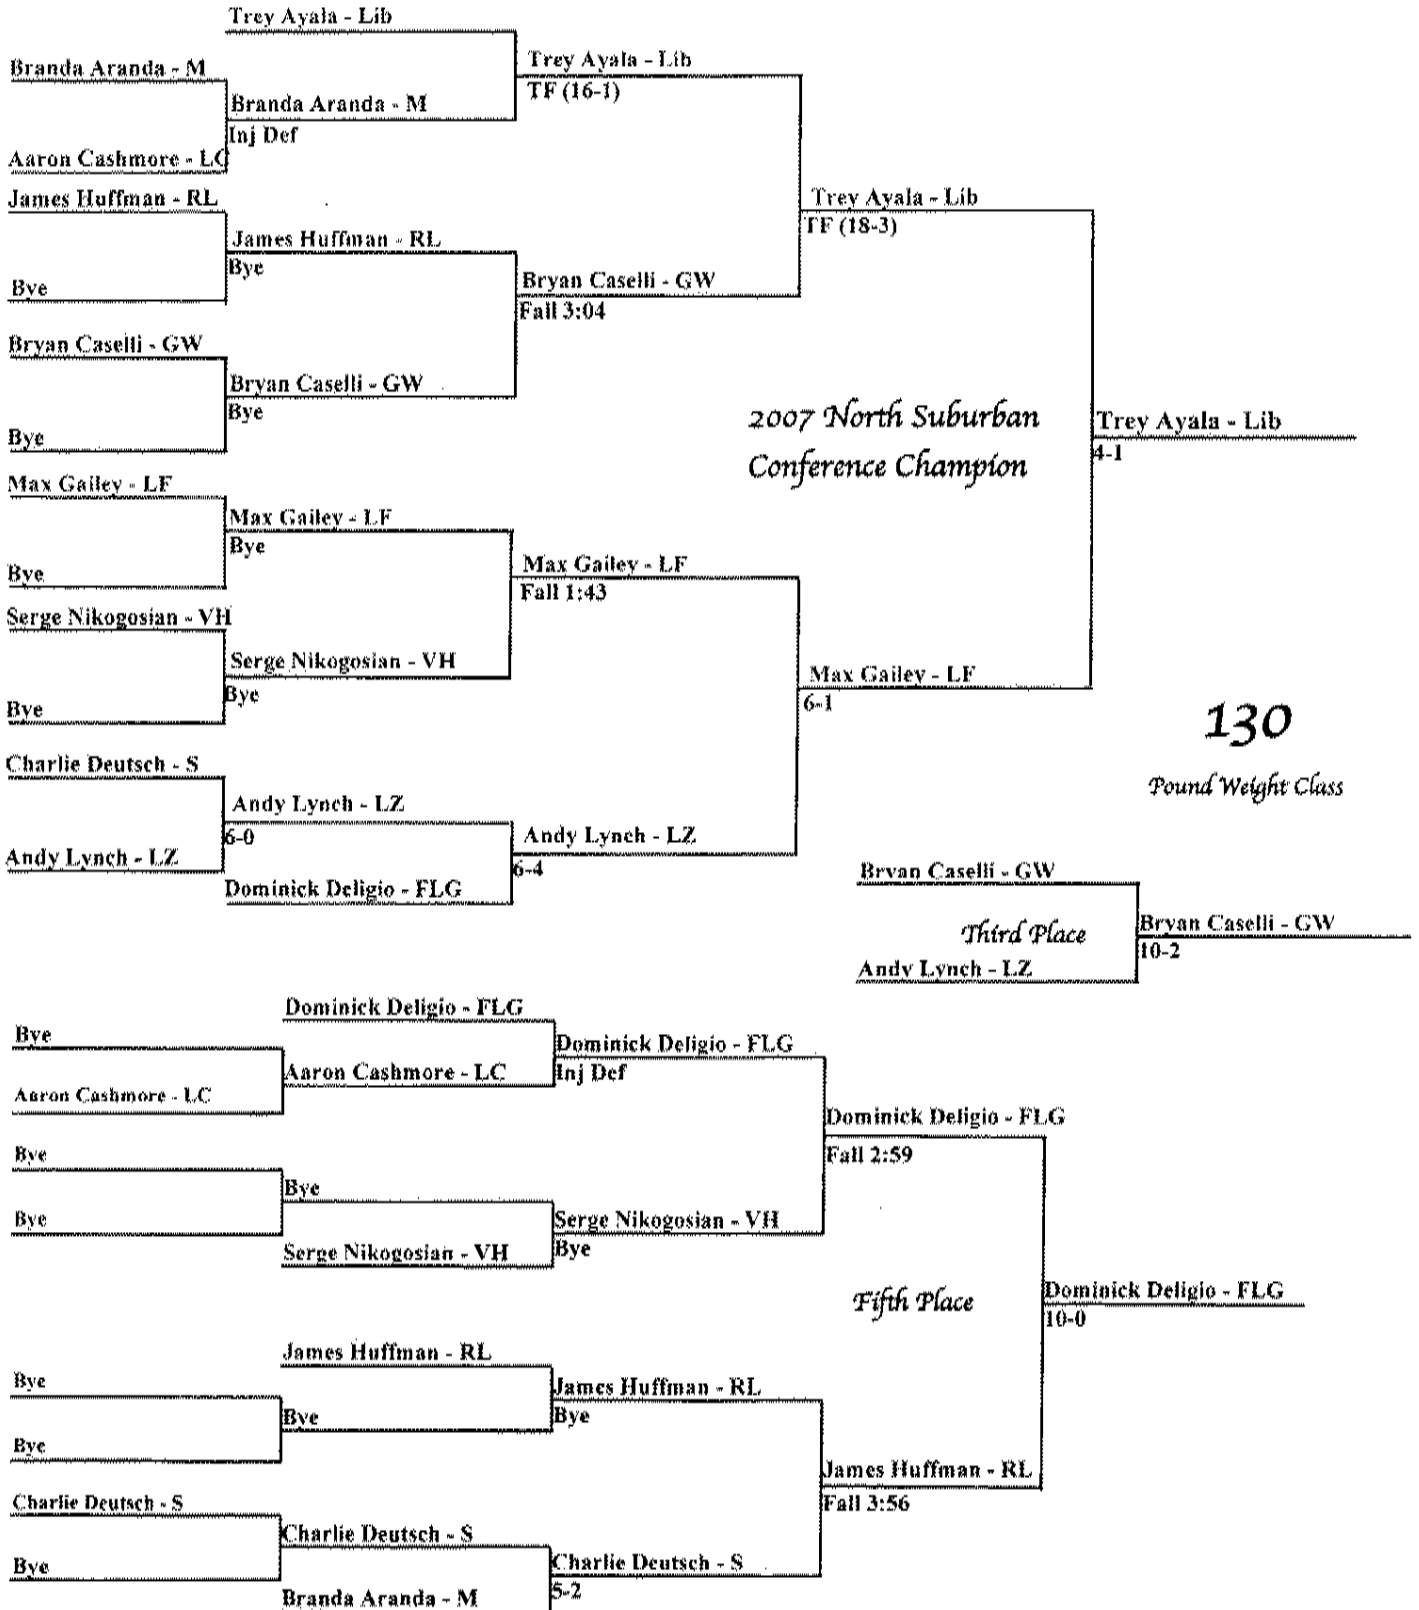 Trey Ayala - Lib
Trey Ayala - Lib
Branda Aranda - M
TF (16-1)
Branda Aranda - M
Inj Def
Aaron Cashmore - LC
James Huffman - RL
Trey Ayala - Lib
TF (18-3)
James Huffman - RL
Bye
Bye
Bryan Caselli - GW
Fall 3:04
Bryan Caselli - GW
Bryan Caselli - GW
Bye
Bye
2007 North Suburban
Conference Champion
Trey Ayala - Lib
4-1
Max Gailey - LF
Max Gailey - LF
Bye
Bye
Max Gailey - LF
Fall 1:43
Serge Nikogosian - VH
Serge Nikogosian - VH
Bye
Bye
Max Gailey - LF
6-1
130
Pound Weight Class
Charlie Deutsch - S
Andy Lynch - LZ
6-0
Andy Lynch - LZ
Andy Lynch - LZ
6-4
Dominick Deligio - FLG
Bryan Caselli - GW
Third Place
Bryan Caselli - GW
10-2
Andy Lynch - LZ
Dominick Deligio - FLG
Bye
Dominick Deligio - FLG
Inj Def
Aaron Cashmore - LC
Aaron Cashmore - LC
Dominick Deligio - FLG
Fall 2:59
Bye
Bye
Bye
Serge Nikogosian - VH
Bye
Serge Nikogosian - VH
Fifth Place
Dominick Deligio - FLG
10-0
James Huffman - RL
Bye
James Huffman - RL
Bye
Bye
Bye
James Huffman - RL
Fall 3:56
Charlie Deutsch - S
Charlie Deutsch - S
Bye
Charlie Deutsch - S
5-2
Branda Aranda - M